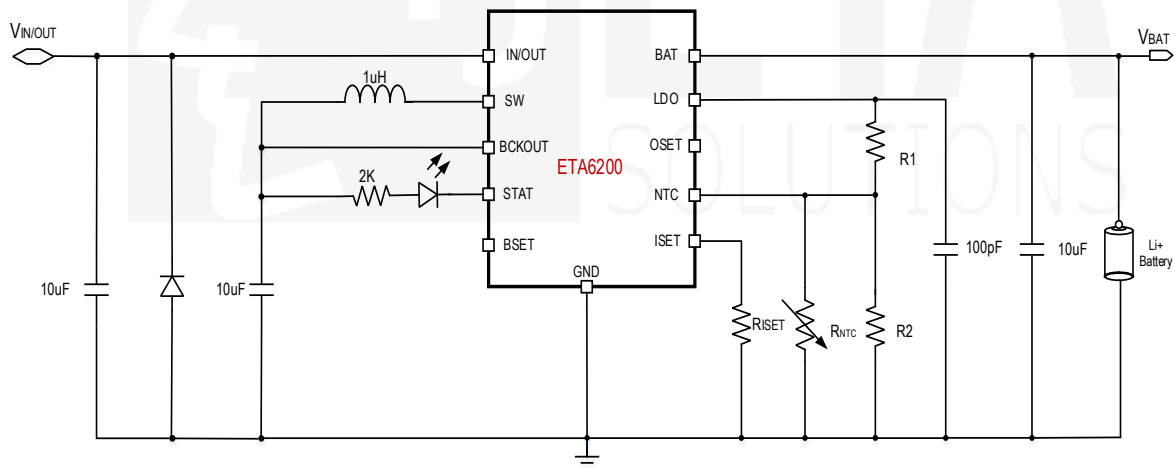 VIN/OUT
VBAT
IN/OUT
BAT
1uH
SW
LDO
SOLUTIONS
BCKOUT
OSET
R1
ETA6200
2K
STAT
NTC
BSET
ISET
100pF
10uF
Li+
Battery
GND
10uF
10uF
RISET
RNTC
R2